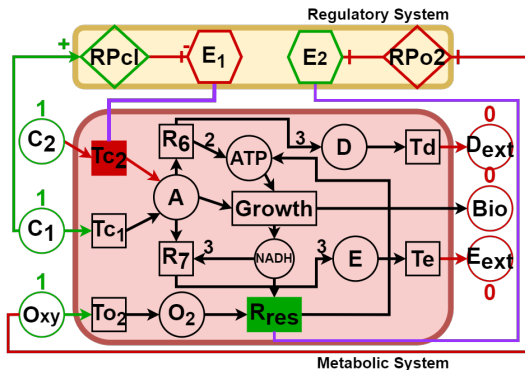 Regulatory System
+
RPcl
-
E1
E2
RPo2
1
C2
Tc2
R6
2
ATP
3
D
Td
0
Dext
0
A
Growth
Bio
1
C1
Tc1
R7
3
NADH
3
E
Te
Eext
0
1
Oxy
To2
O2
Rres
Metabolic System